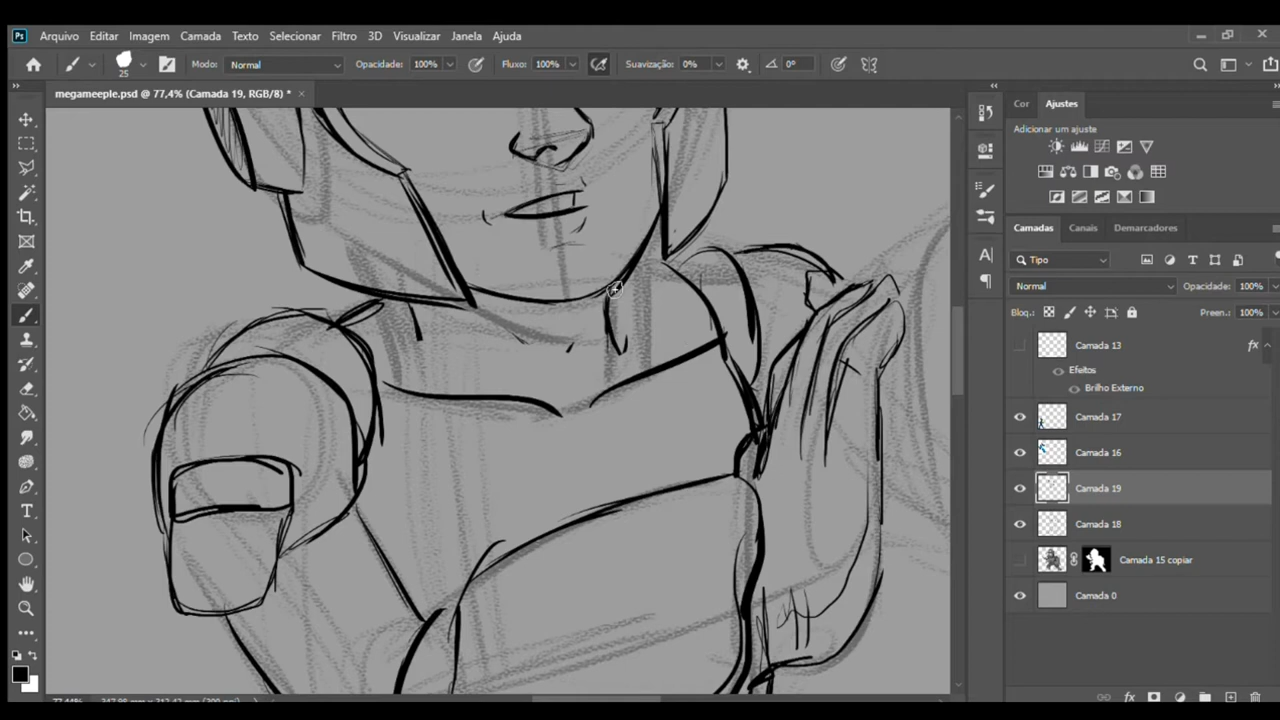 Ps Arquivo Editar Imagem Camada Texto Selecionar Filtro 3D Visualizar Janela Ajuda
25 Modo: Normal Opacidade: 100% Fluxo: 100% Suavização: 0% 0°
megameeple.psd @ 77,4% (Camada 19, RGB/8) *
Cor Ajustes
Adicionar um ajuste
Camadas Canais Demarcadores
Tipo
Normal Opacidade: 100%
Bloq.: Preen.: 100%
Camada 13 fx
Efeitos
Brilho Externo
Camada 17
Camada 16
Camada 19
Camada 18
Camada 15 copiar
Camada 0